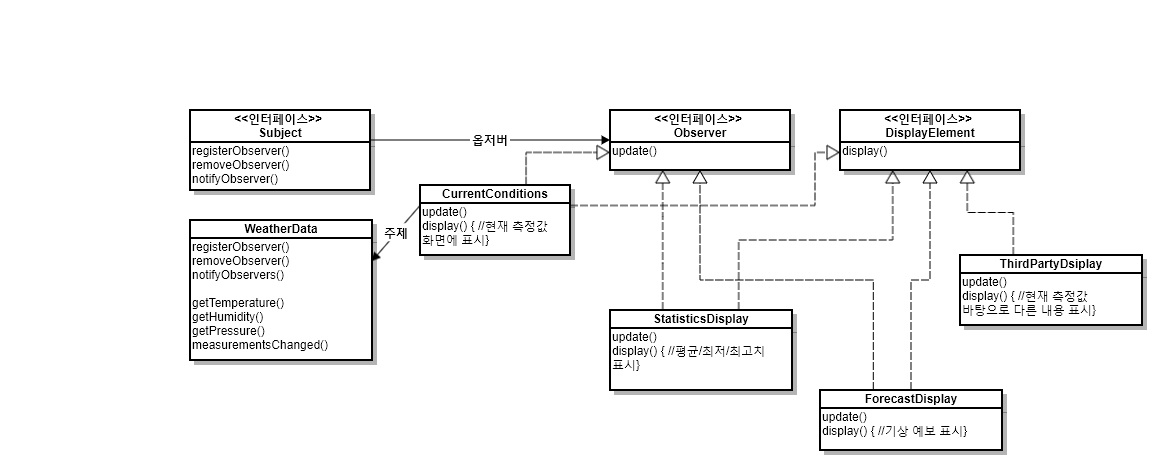 <<인터페이스>>
Subject
registerObserver()
removeObserver()
notifyObserver()
옵저버
<<인터페이스>>
Observer
update()
<<인터페이스>>
DisplayElement
display()
CurrentConditions
update()
display() { //현재 측정값
화면에 표시}
주제
WeatherData
registerObserver()
removeObserver()
notifyObservers()
getTemperature()
getHumidity()
getPressure()
measurementsChanged()
ThirdPartyDsiplay
update()
display() { //현재 측정값
바탕으로 다른 내용 표시}
StatisticsDisplay
update()
display() { //평균/최저/최고치
표시}
ForecastDisplay
update()
display() { //기상 예보 표시}